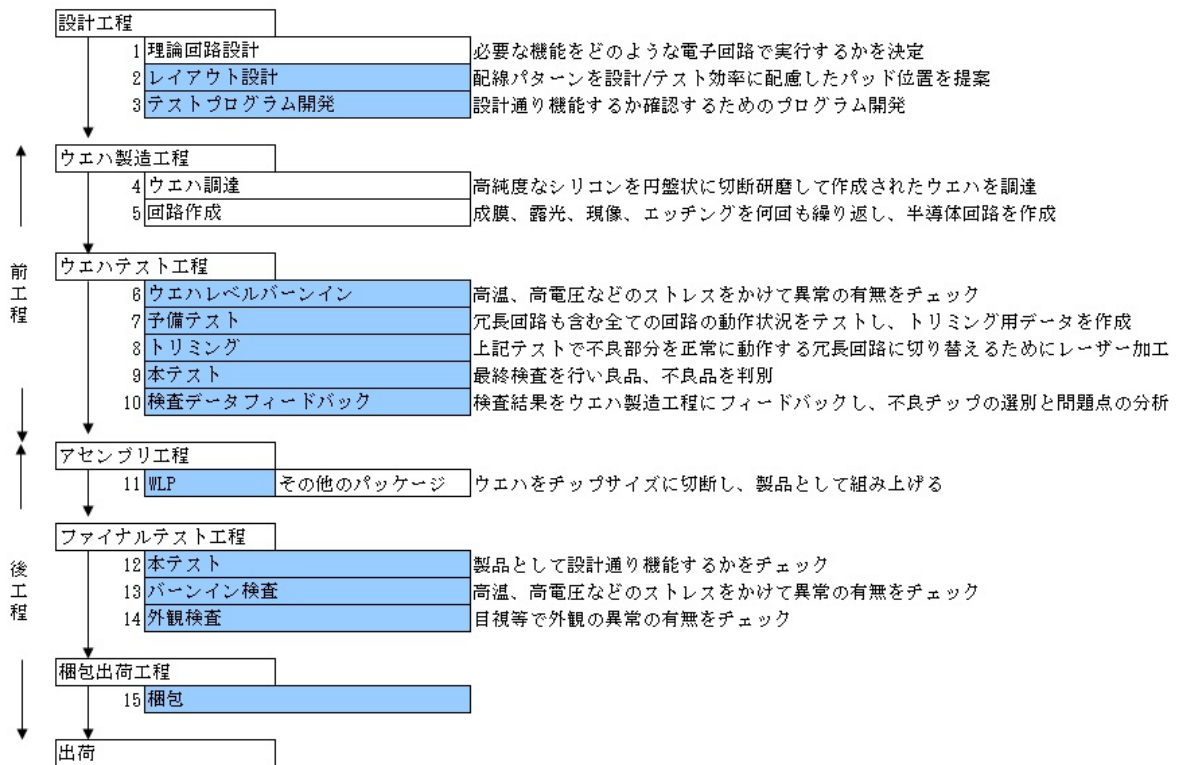 設計工程
1 理論回路設計 必要な機能をどのような電子回路で実行するかを決定
2 レイアウト設計 配線パターンを設計/テスト効率に配慮したパッド位置を提案
3 テストプログラム開発 設計通り機能するか確認するためのプログラム開発
前工程
ウエハ製造工程
4 ウエハ調達 高純度なシリコンを円盤状に切断研磨して作成されたウエハを調達
5 回路作成 成膜、露光、現像、エッチングを何回も繰り返し、半導体回路を作成
ウエハテスト工程
6 ウエハレベルバーンイン 高温、高電圧などのストレスをかけて異常の有無をチェック
7 予備テスト 冗長回路も含む全ての回路の動作状況をテストし、トリミング用データを作成
8 トリミング 上記テストで不良部分を正常に動作する冗長回路に切り替えるためにレーザー加工
9 本テスト 最終検査を行い良品、不良品を判別
10 検査データフィードバック 検査結果をウエハ製造工程にフィードバックし、不良チップの選別と問題点の分析
後工程
アセンブリ工程
11 WLP その他のパッケージ ウエハをチップサイズに切断し、製品として組み上げる
ファイナルテスト工程
12 本テスト 製品として設計通り機能するかをチェック
13 バーンイン検査 高温、高電圧などのストレスをかけて異常の有無をチェック
14 外観検査 目視等で外観の異常の有無をチェック
梱包出荷工程
15 梱包
出荷